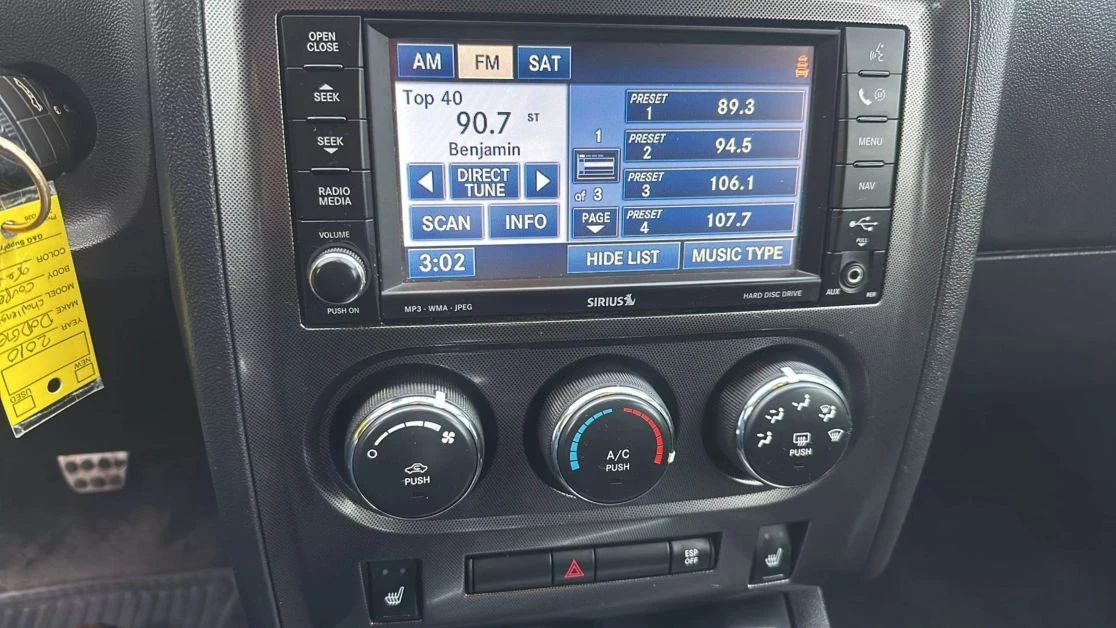 OPEN
CLOSE
SEEK
SEEK
RADIO
MEDIA
VOLUME
PUSH ON
AM
FM
SAT
Top 40
90.7 ST
Benjamin
DIRECT
TUNE
SCAN
INFO
3:02
1
of 3
PAGE
PRESET
1
89.3
PRESET
2
94.5
PRESET
3
106.1
PRESET
4
107.7
HIDE LIST
MUSIC TYPE
MENU
NAV
PULL
AUX
MP3 - WMA - JPEG
SIRIUS
HARD DISC DRIVE
PUSH
A/C
PUSH
PUSH
ESP
OFF
COLOR
BODY Coupe
MODEL Challenger
MAKE Dodge
YEAR 2010
NEW
USED